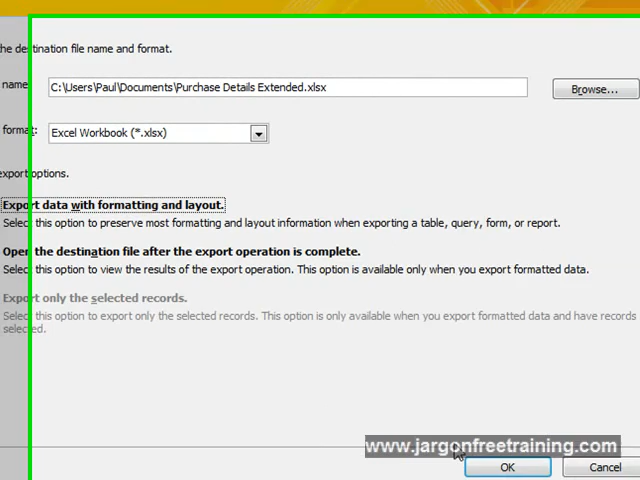 the destination file name and format.
name
C:\Users\Paul\Documents\Purchase Details Extended.xlsx
Browse...
format:
Excel Workbook (*.xlsx)
export options.
Export data with formatting and layout.
Select this option to preserve most formatting and layout information when exporting a table, query, form, or report.
Open the destination file after the export operation is complete.
Select this option to view the results of the export operation. This option is available only when you export formatted data.
Export only the selected records.
Select this option to export only the selected records. This option is only available when you export formatted data and have records
selected.
www.jargonfreetraining.com
OK
Cancel